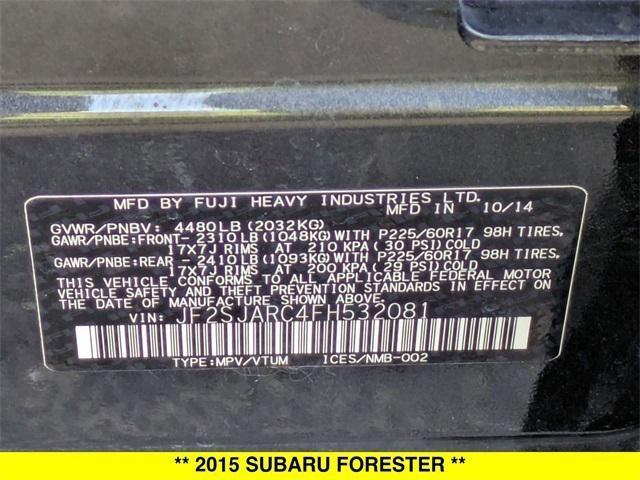 MFD BY FUJI HEAVY INDUSTRIES LTD.
MFD IN 10/14
GVWR/PNBV: 4480LB(2032KG)
GAWR/PNBE:FRONT-2310LB(1048KG)WITH P225/60R17 98H TIRES,
17X7J RIMS AT 210 KPA(30 PSI)COLD
GAWR/PNBE:REAR -2410LB(1093KG)WITH P225/60R17 98H TIRES,
17X7J RIMS AT 200 KPA(29 PSI)COLD
THIS VEHICLE CONFORMS TO ALL APPLICABLE FEDERAL MOTOR
VEHICLE SAFETY AND THEFT PREVENTION STANDARDS IN EFFECT
ON THE DATE OF MANUFACTURE SHOWN ABOVE.
VIN: JF2SJARC4FH532081
TYPE:MPV/VTUM ICES/NMB-002
** 2015 SUBARU FORESTER **